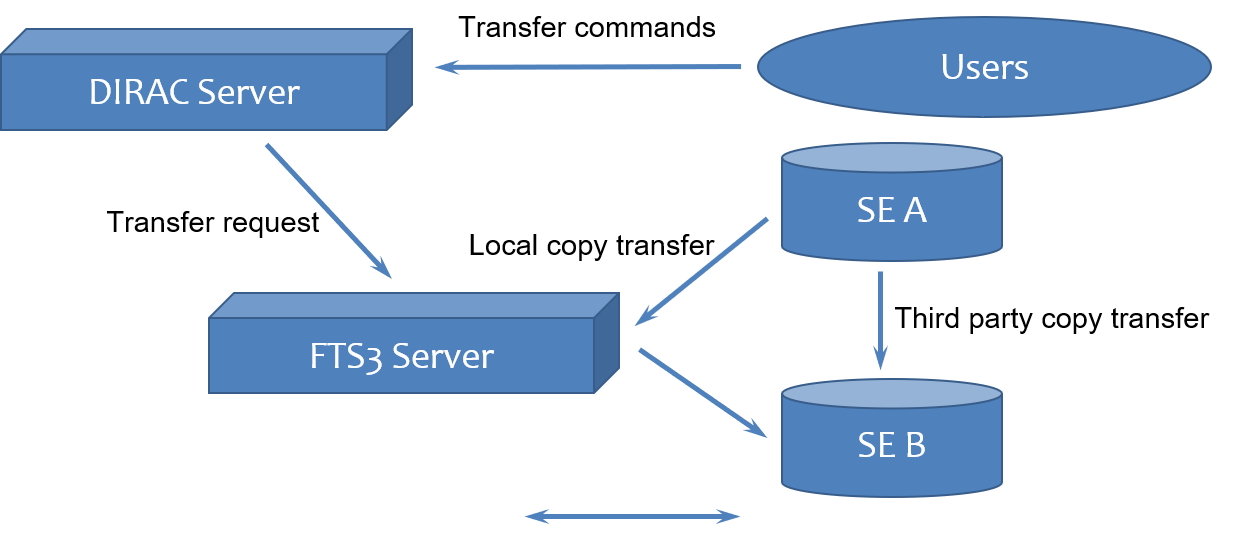 Transfer commands
DIRAC Server
Users
SE A
Transfer request
Local copy transfer
Third party copy transfer
FTS3 Server
SE B